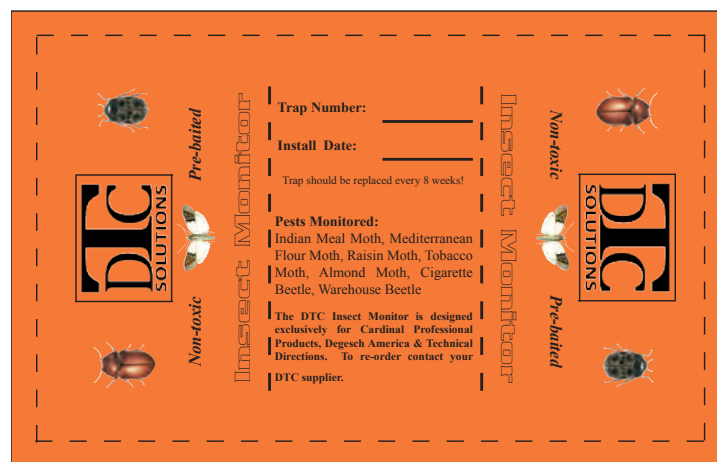 Pre-baited
Non-toxic
DTC
SOLUTIONS
Insect Monitor
Trap Number:
Install Date:
Trap should be replaced every 8 weeks!
Pests Monitored:
Indian Meal Moth, Mediterranean
Flour Moth, Raisin Moth, Tobacco
Moth, Almond Moth, Cigarette
Beetle, Warehouse Beetle
The DTC Insect Monitor is designed
exclusively for Cardinal Professional
Products, Degesch America & Technical
Directions. To re-order contact your
DTC supplier.
Insect Monitor
Non-toxic
Pre-baited
DTC
SOLUTIONS